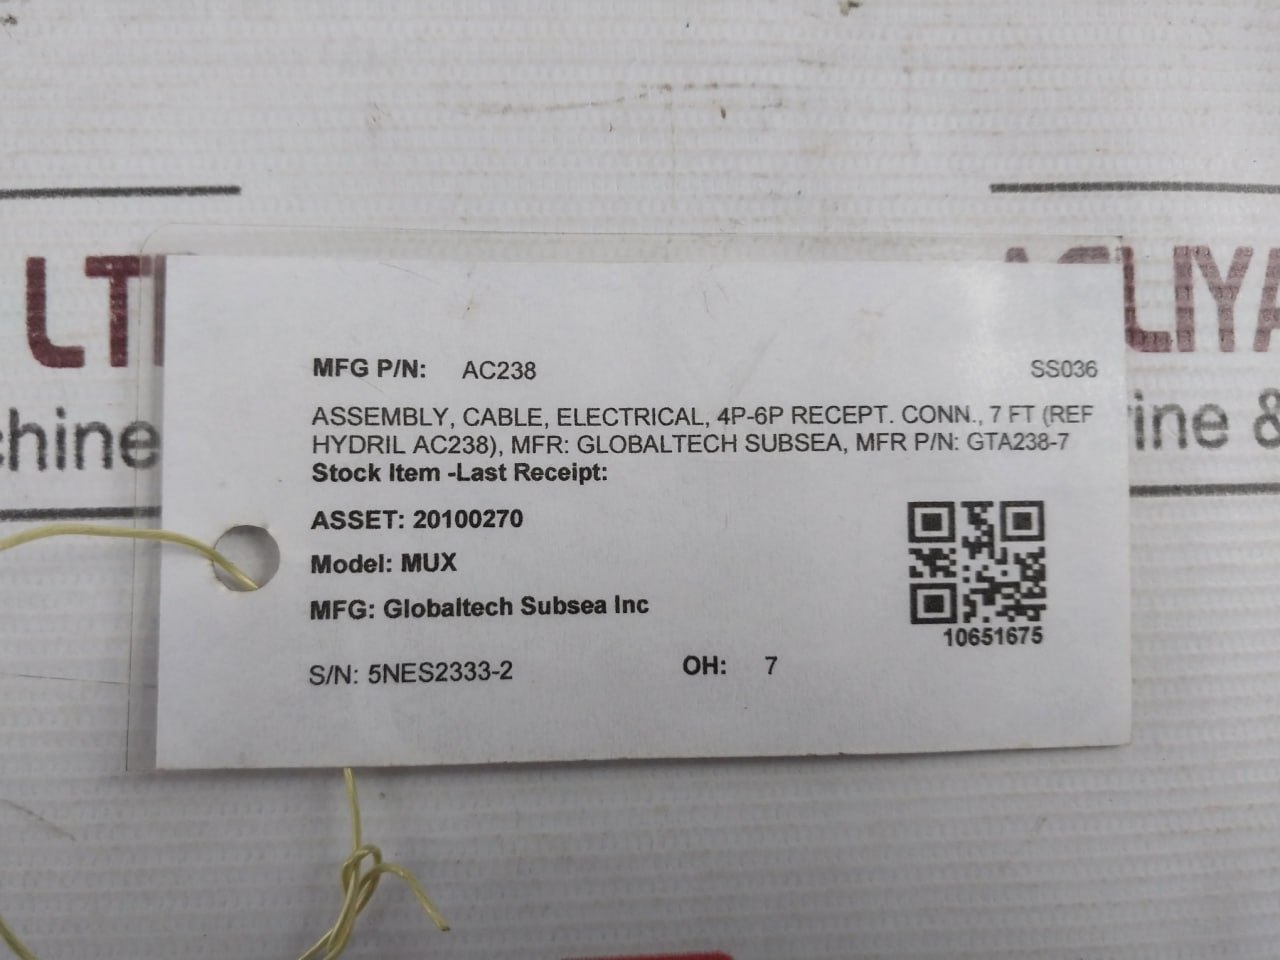 LT
chine
MFG P/N: AC238 SS036
ASSEMBLY, CABLE, ELECTRICAL, 4P-6P RECEPT. CONN., 7 FT (REF
HYDRIL AC238), MFR: GLOBALTECH SUBSEA, MFR P/N: GTA238-7
Stock Item -Last Receipt:
ASSET: 20100270
Model: MUX
MFG: Globaltech Subsea Inc
10651675
S/N: 5NES2333-2 OH: 7
LIYA
ine &